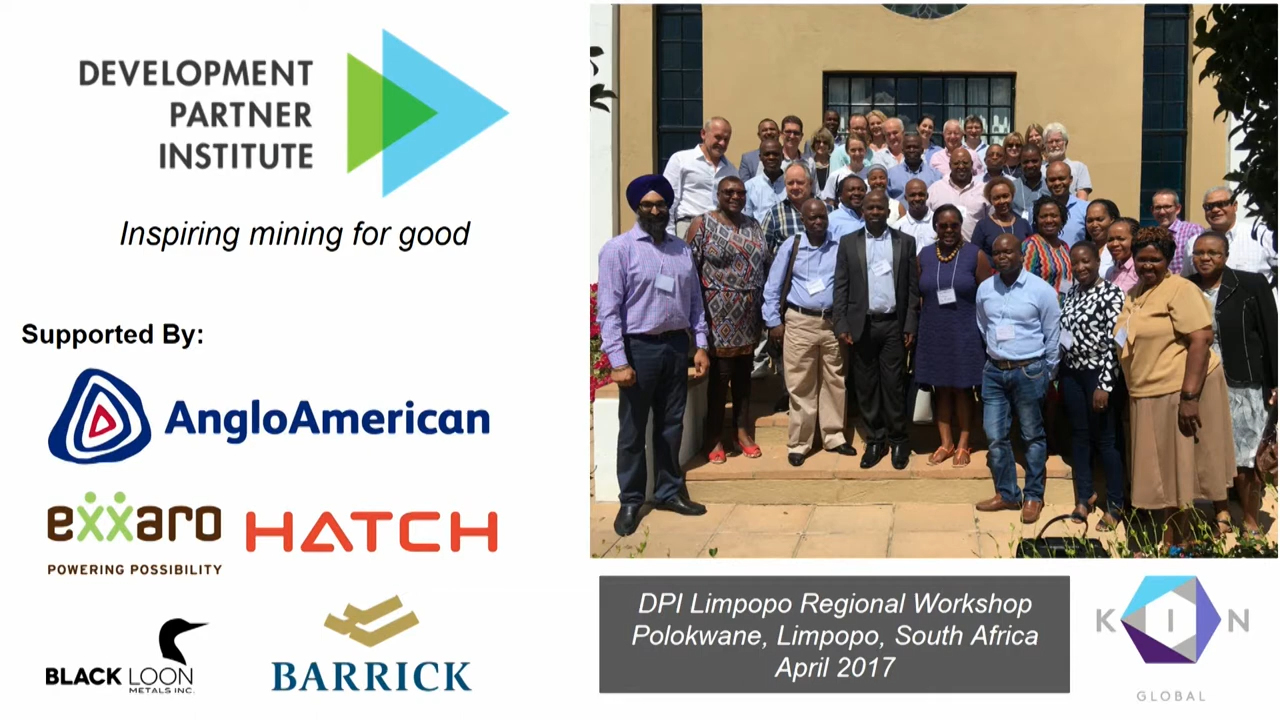 DEVELOPMENT
PARTNER
INSTITUTE
Inspiring mining for good
Supported By:
AngloAmerican
exxaro
POWERING POSSIBILITY
HATCH
BLACK LOON
METALS INC.
BARRICK
DPI Limpopo Regional Workshop
Polokwane, Limpopo, South Africa
April 2017
KIN
GLOBAL